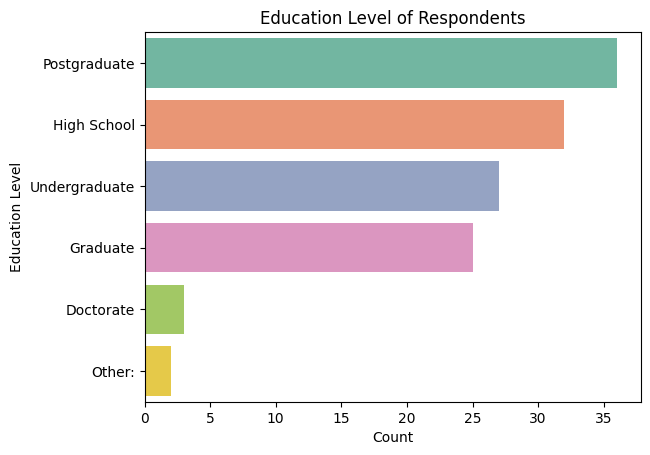 Education Level of Respondents
Education Level
Postgraduate
High School
Undergraduate
Graduate
Doctorate
Other:
0 5 10 15 20 25 30 35
Count